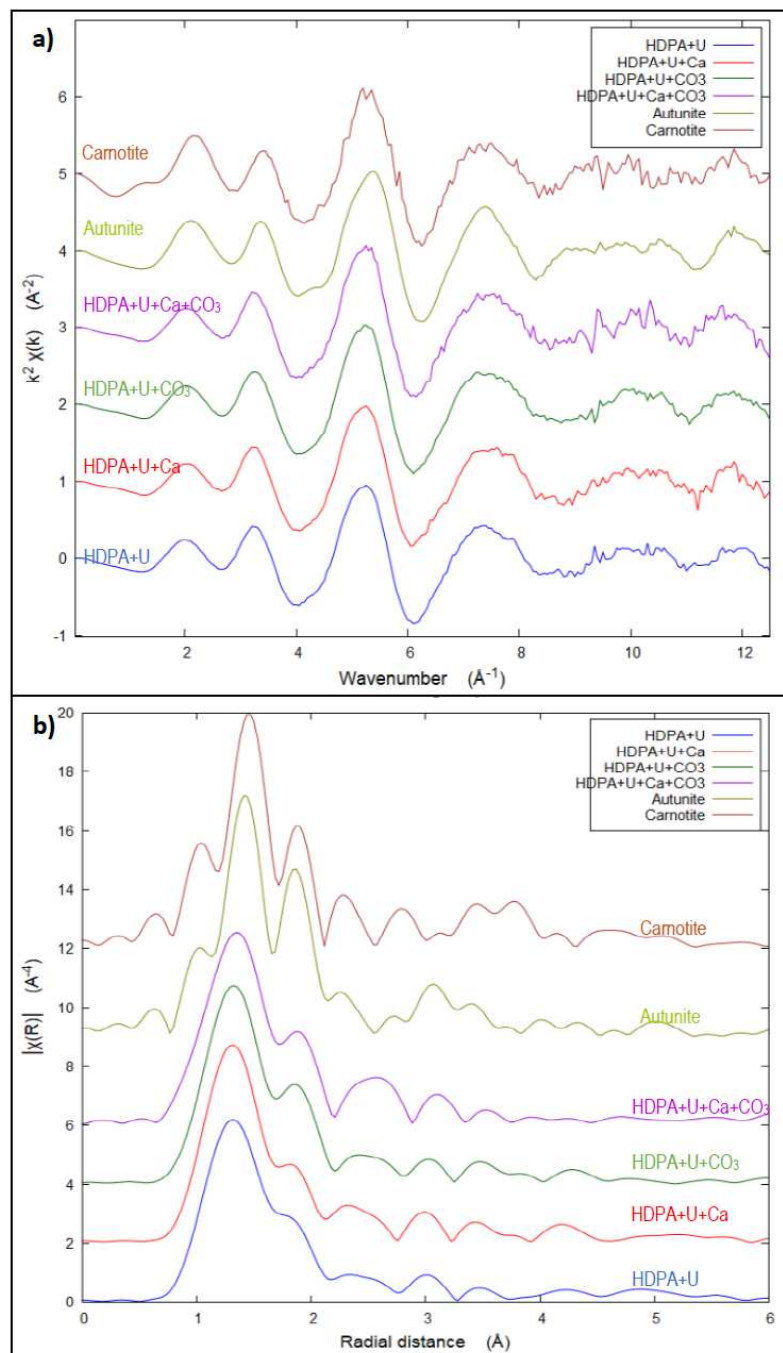 a)
HDPA+U
HDPA+U+Ca
HDPA+U+CO3
HDPA+U+Ca+CO3
Autunite
Carnotite
6
5
4
3
2
1
0
-1
k² χ(k) (A⁻²)
Carnotite
Autunite
HDPA+U+Ca+CO₃
HDPA+U+CO₃
HDPA+U+Ca
HDPA+U
2 4 6 8 10 12
Wavenumber (Å⁻¹)
b)
HDPA+U
HDPA+U+Ca
HDPA+U+CO3
HDPA+U+Ca+CO3
Autunite
Carnotite
20
18
16
14
12
10
8
6
4
2
0
|χ(R)| (A⁻⁴)
Carnotite
Autunite
HDPA+U+Ca+CO₃
HDPA+U+CO₃
HDPA+U+Ca
HDPA+U
0 1 2 3 4 5 6
Radial distance (Å)